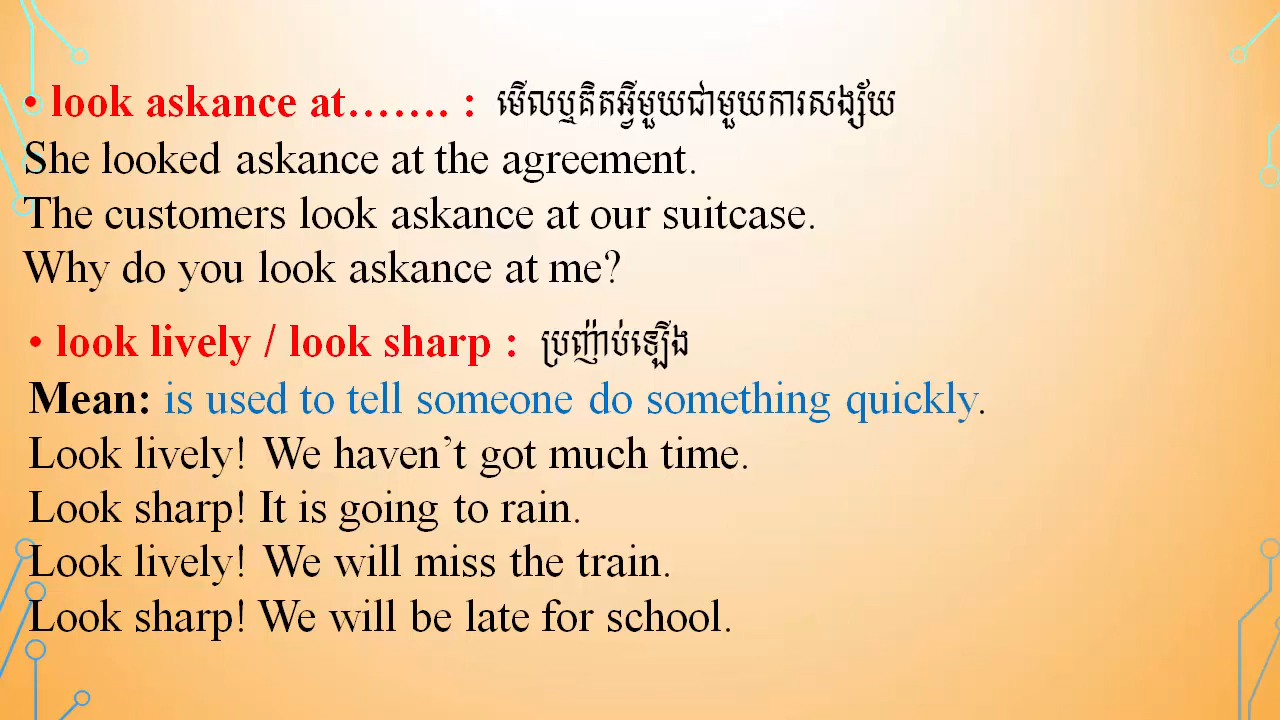 • look askance at……. : មើលឬគិតអ្វីមួយជាមួយការសង្ស័យ
She looked askance at the agreement.
The customers look askance at our suitcase.
Why do you look askance at me?
• look lively / look sharp : ប្រញ៉ាប់ឡើង
Mean: is used to tell someone do something quickly.
Look lively! We haven’t got much time.
Look sharp! It is going to rain.
Look lively! We will miss the train.
Look sharp! We will be late for school.